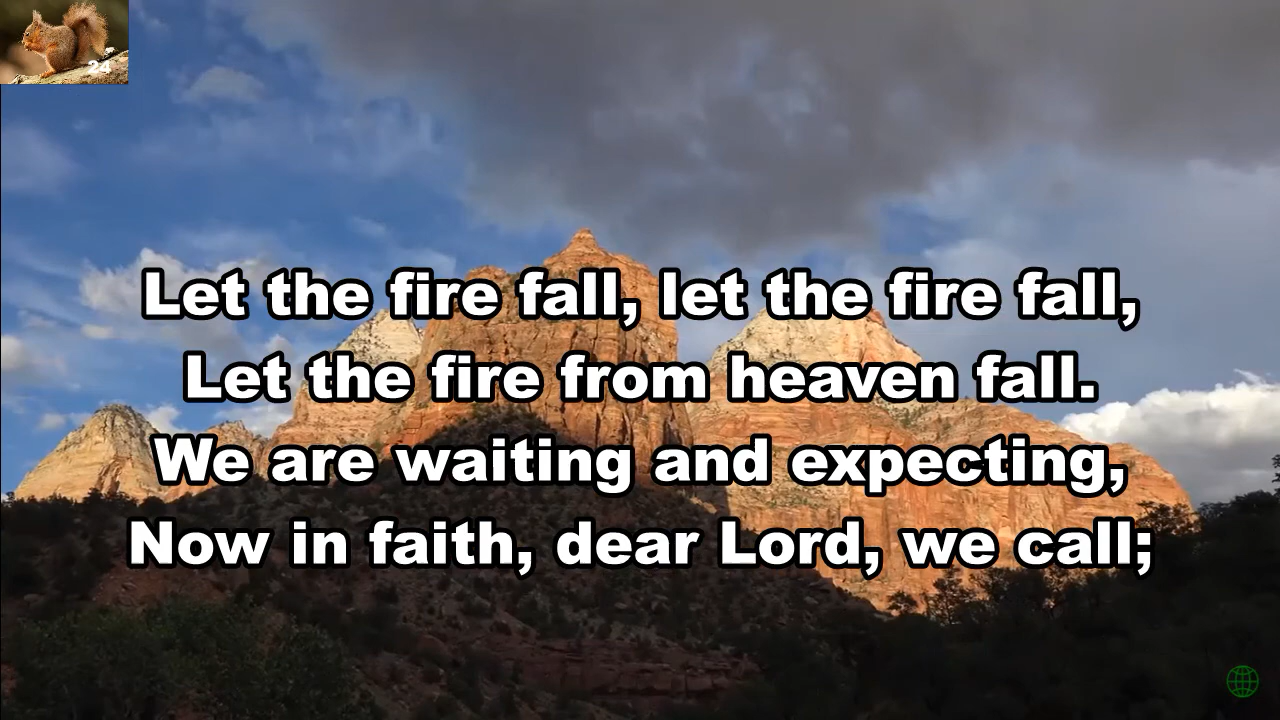 24
Let the fire fall, let the fire fall,
Let the fire from heaven fall.
We are waiting and expecting,
Now in faith, dear Lord, we call;